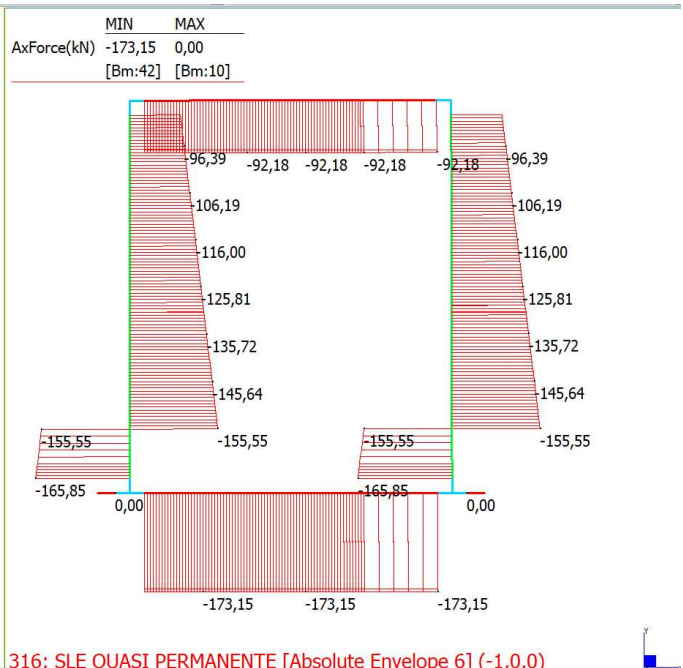 MIN MAX
AxForce(kN) -173,15 0,00
[Bm:42] [Bm:10]
-96,39 -92,18 -92,18 -92,18 -92,18 -96,39
-106,19 -106,19
-116,00 -116,00
-125,81 -125,81
-135,72 -135,72
-145,64 -145,64
-155,55 -155,55 -155,55 -155,55
-165,85 -165,85
0,00 0,00
-173,15 -173,15 -173,15
316: SLE QUASI PERMANENTE [Absolute Envelope 6] (-1,0,0)
Y